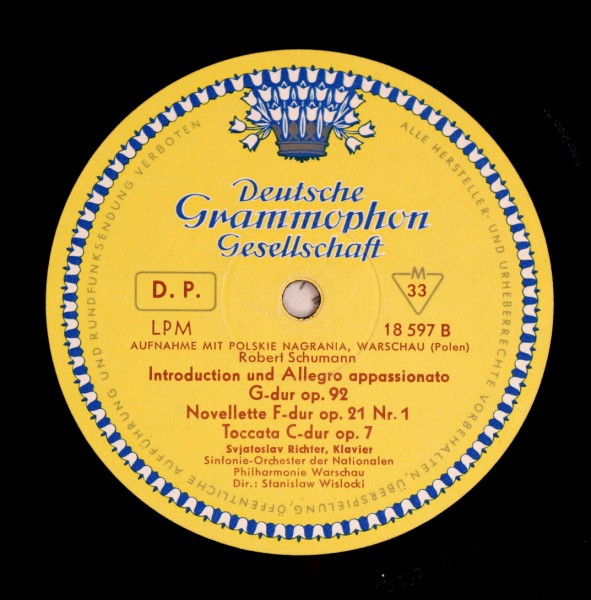 Deutsche
Grammophon
Gesellschaft
D. P.
M
33
LPM
18 597 B
AUFNAHME MIT POLSKIE NAGRANIA, WARSCHAU (Polen)
Robert Schumann
Introduction und Allegro appassionato
G-dur op. 92
Novellette F-dur op. 21 Nr. 1
Toccata C-dur op. 7
Svjatoslav Richter, Klavier
Sinfonie-Orchester der Nationalen
Philharmonie Warschau
Dir.: Stanislaw Wislocki
ALLE HERSTELLER- UND URHEBERRECHTE VORBEHALTEN, ÜBERSPIELUNG, ÖFFENTLICHE AUFFÜHRUNG UND RUNDFUNKSENDUNG VERBOTEN